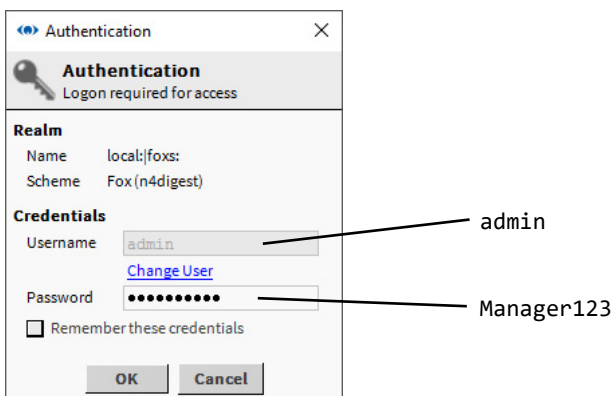 Authentication
Authentication
Logon required for access
Realm
Name local:|foxs:
Scheme Fox (n4digest)
Credentials
Username admin
admin
Change User
Password ●●●●●●●●●●
Manager123
Remember these credentials
OK Cancel